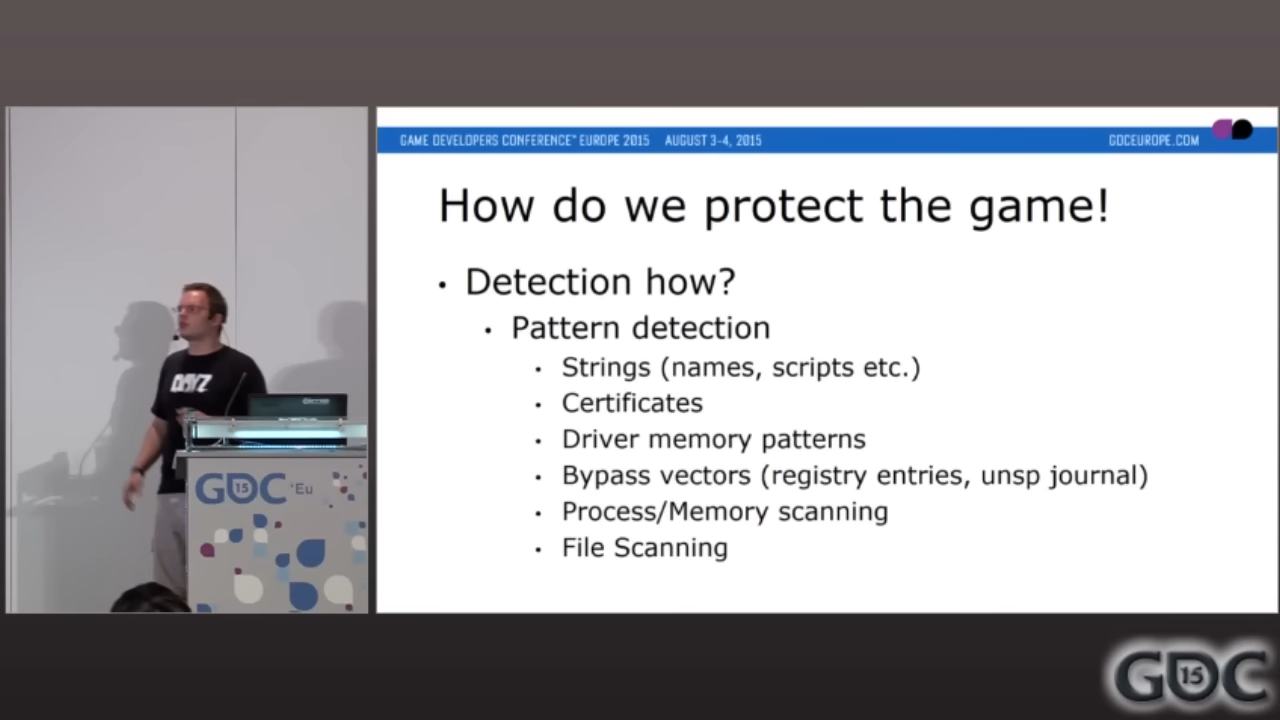 GAME DEVELOPERS CONFERENCE™ EUROPE 2015 AUGUST 3-4, 2015 GDCEUROPE.COM
How do we protect the game!
• Detection how?
• Pattern detection
• Strings (names, scripts etc.)
• Certificates
• Driver memory patterns
• Bypass vectors (registry entries, unsp journal)
• Process/Memory scanning
• File Scanning
DAYZ
GDC 15 'Eu
GDC 15